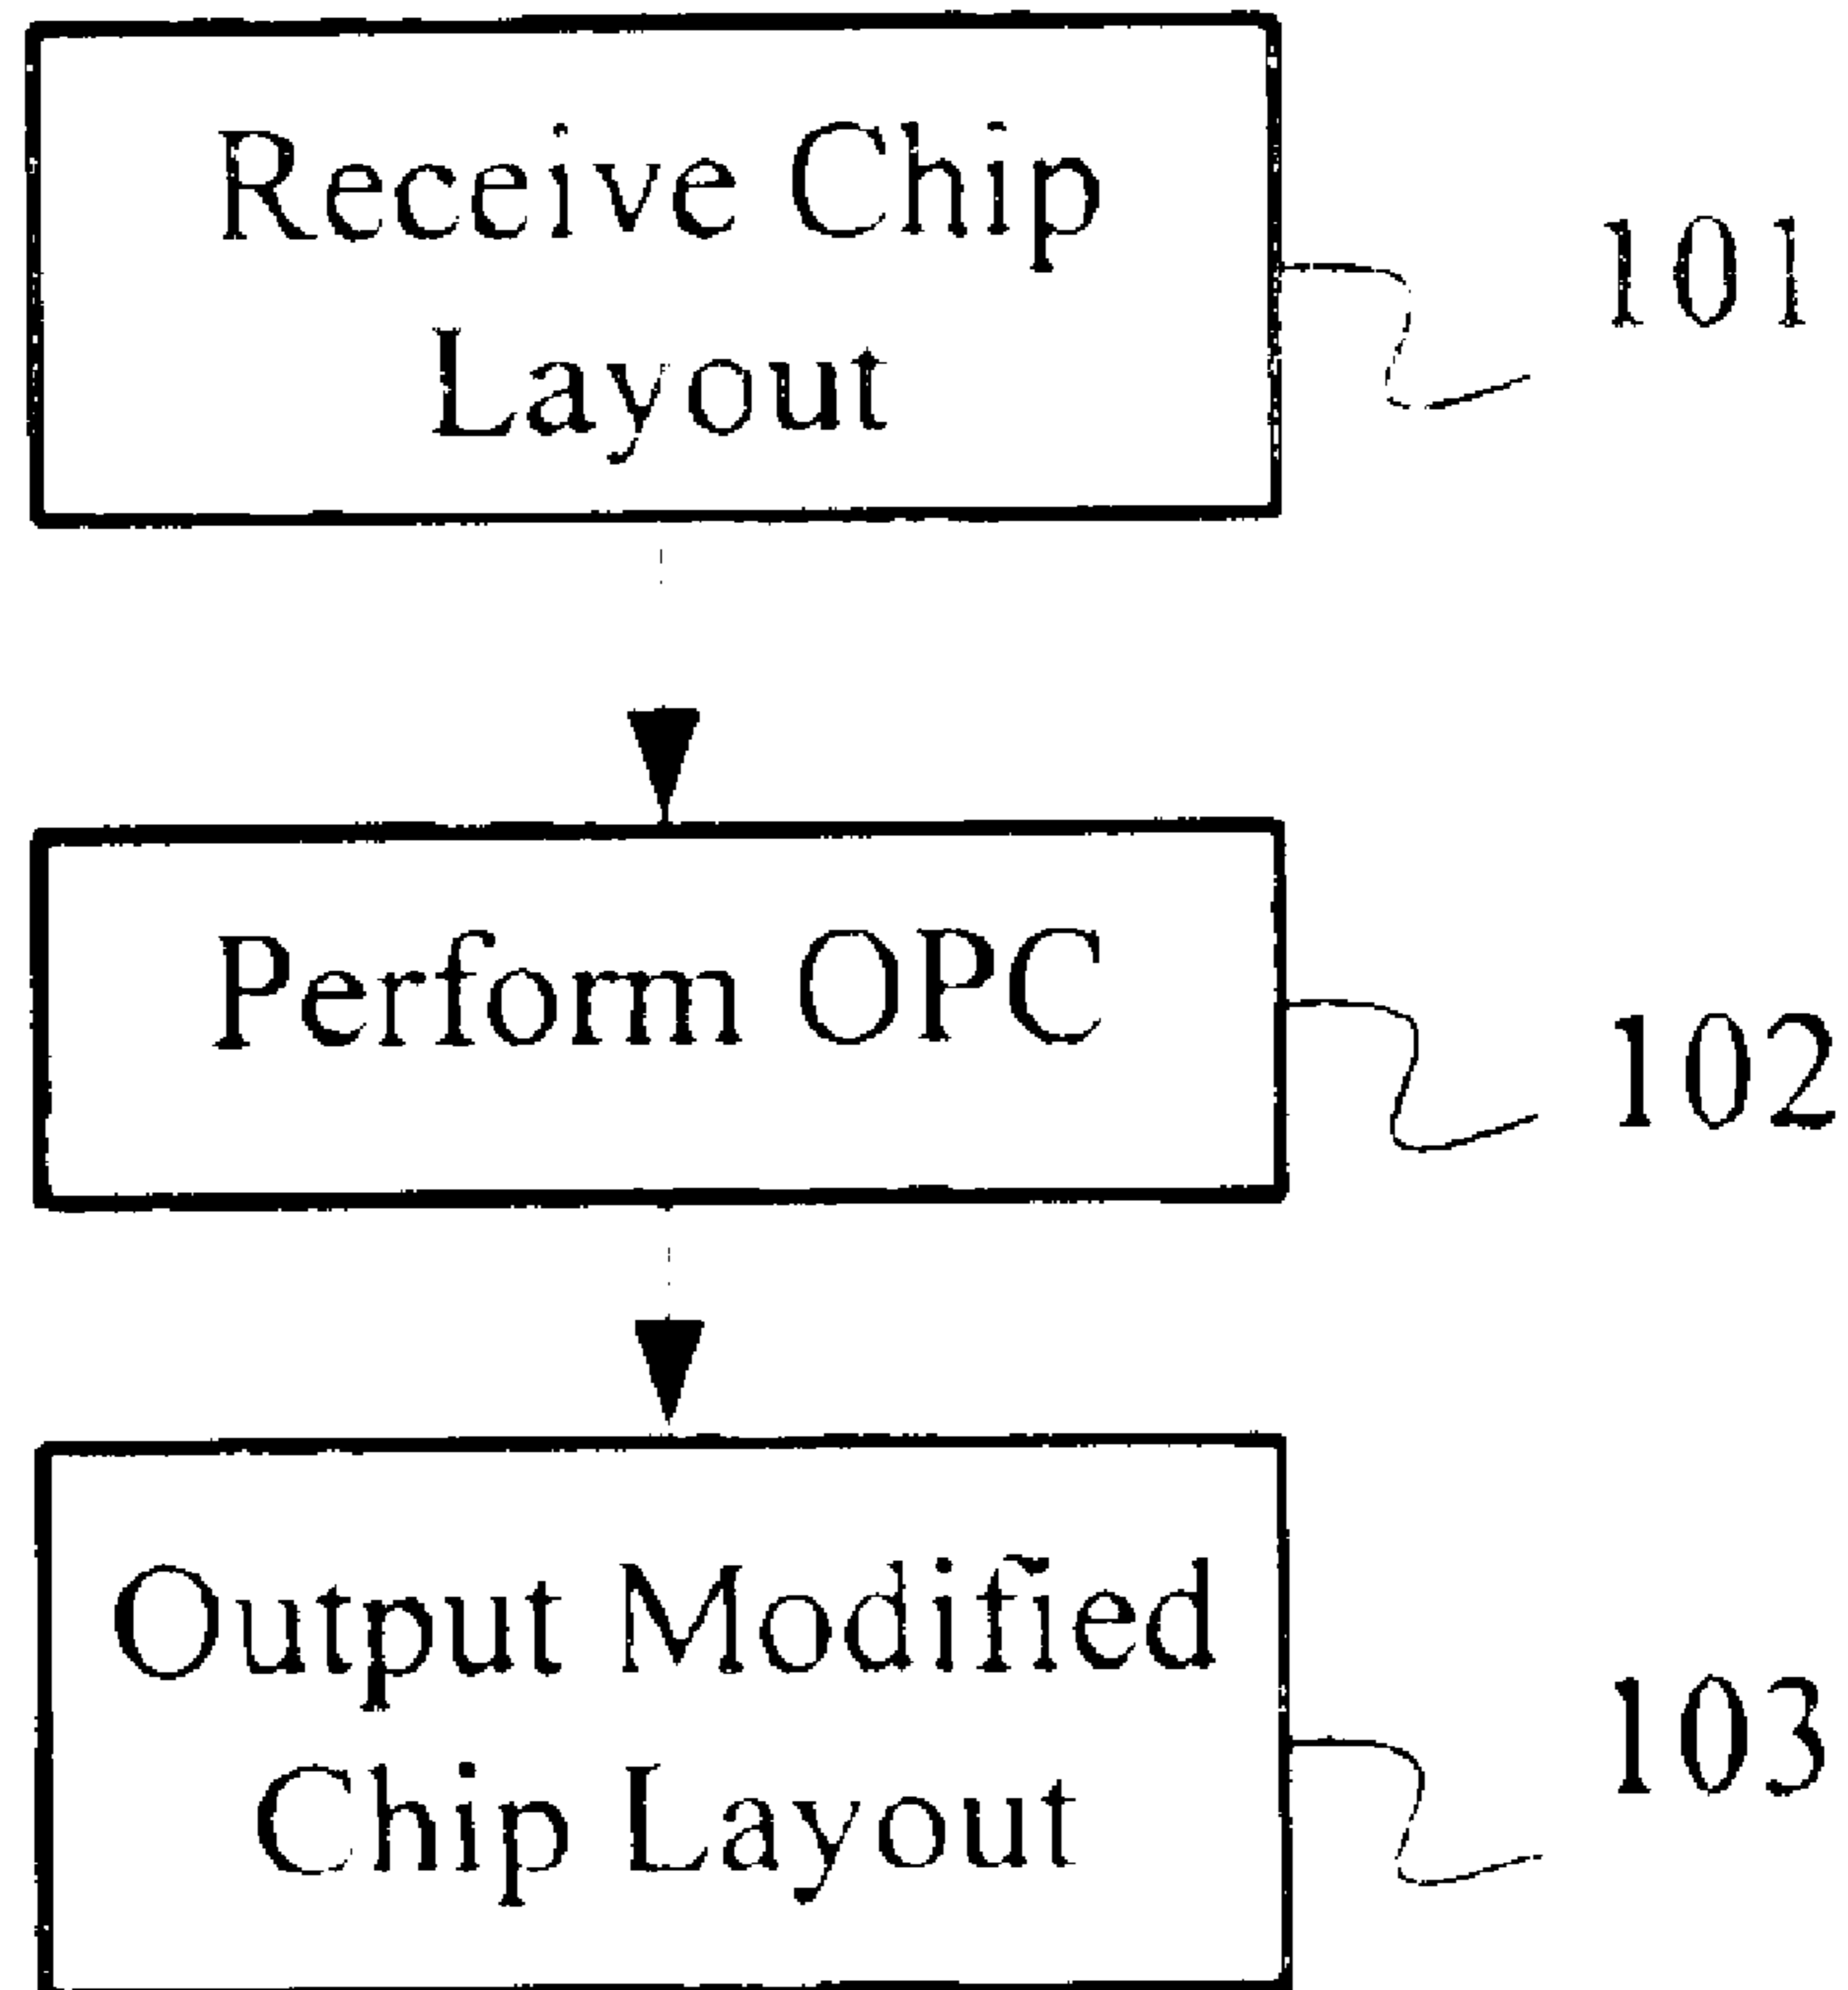 Receive Chip
Layout
101
Perform OPC
102
Output Modified
Chip Layout
103